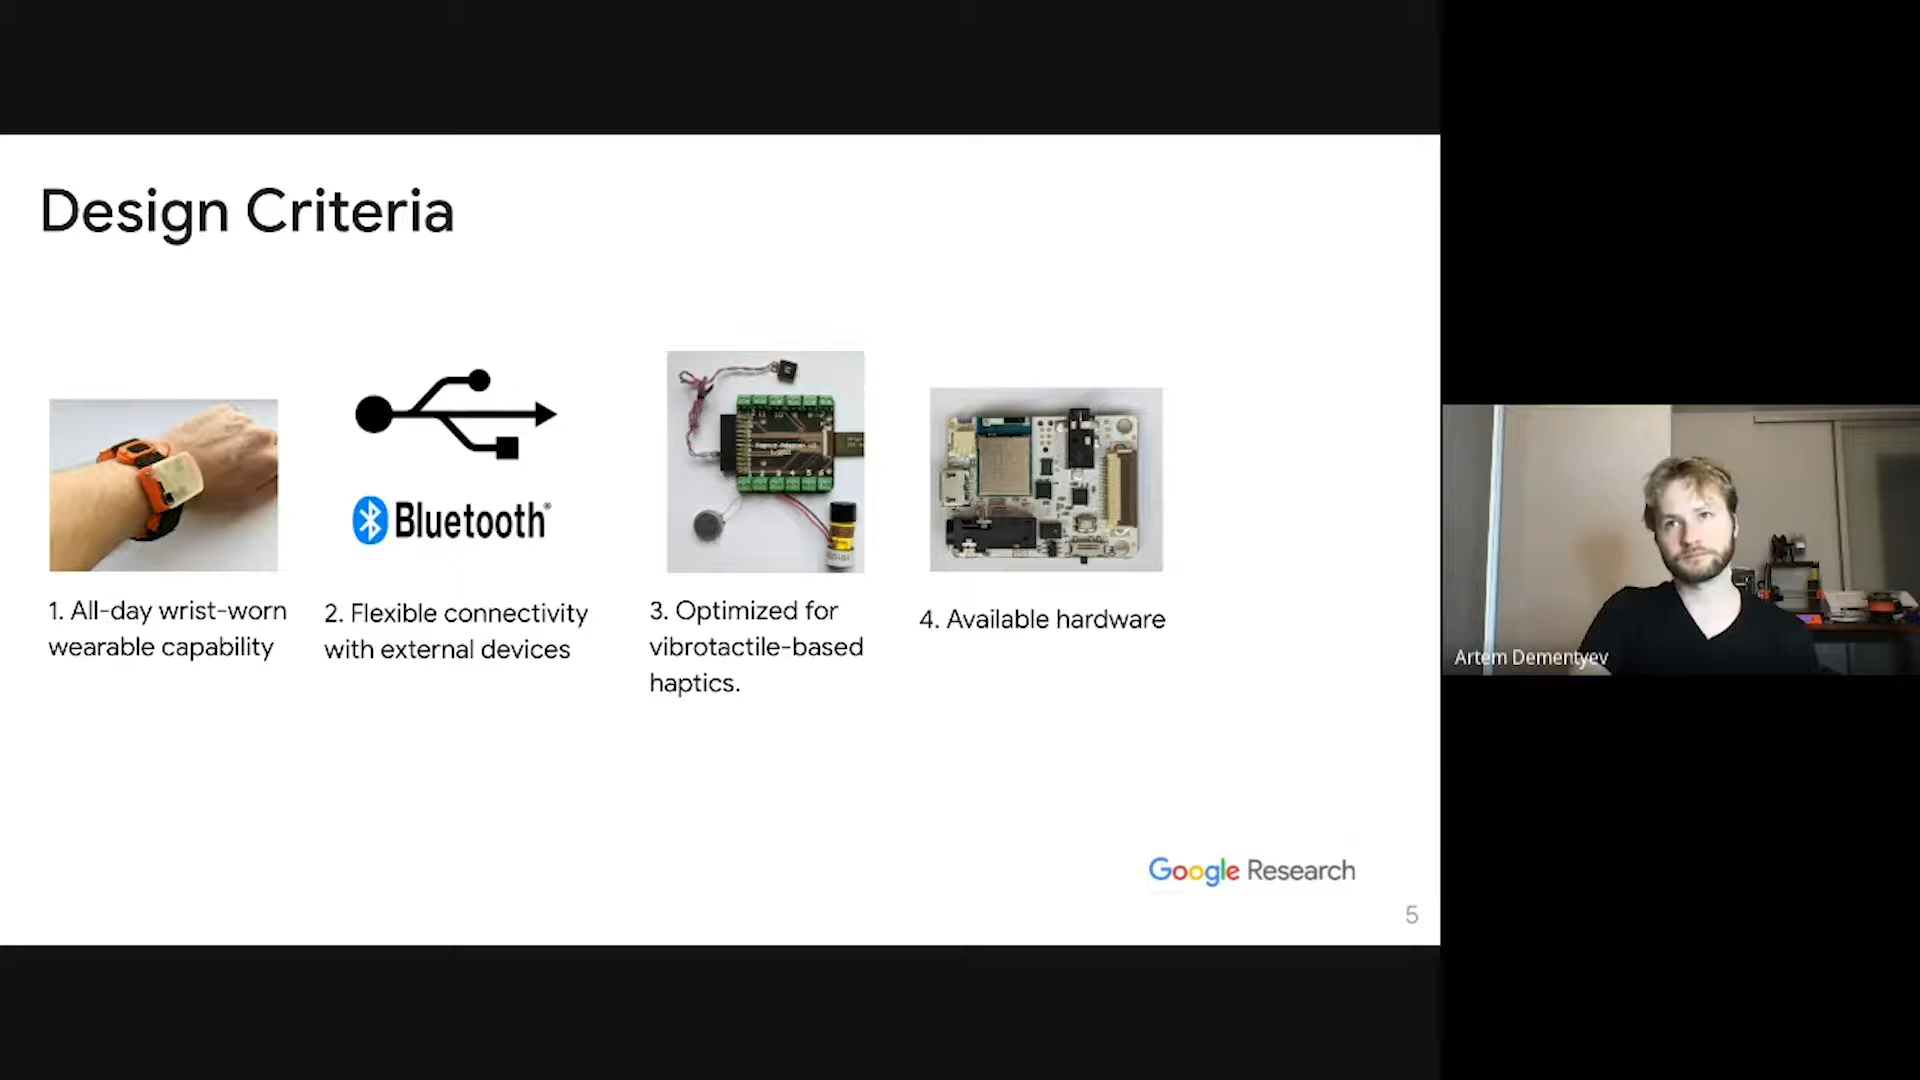 Design Criteria
Bluetooth®
1. All-day wrist-worn
wearable capability
2. Flexible connectivity
with external devices
3. Optimized for
vibrotactile-based
haptics.
4. Available hardware
Artem Dementyev
Google Research
5